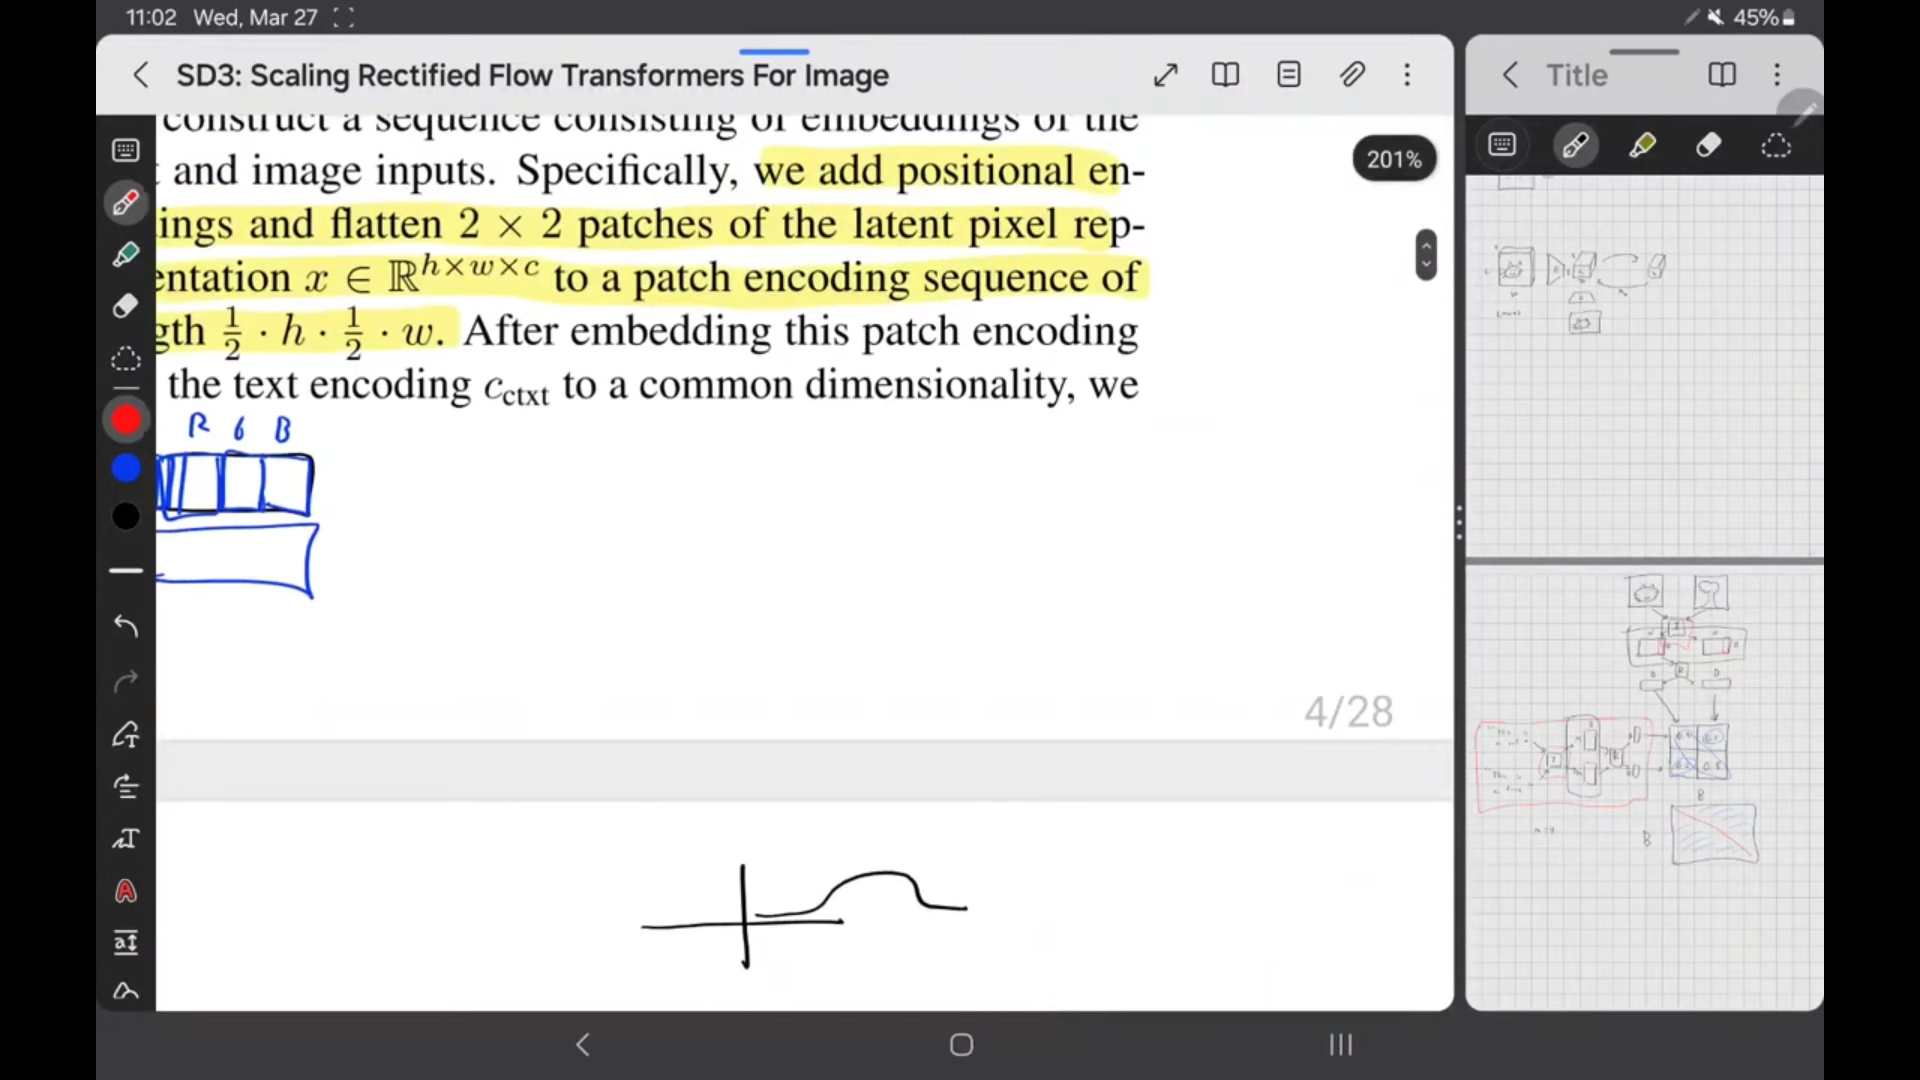 11:02 Wed, Mar 27
45%
SD3: Scaling Rectified Flow Transformers For Image
Title
201%
construct a sequence consisting of embeddings of the
and image inputs. Specifically, we add positional en-
ings and flatten 2 × 2 patches of the latent pixel rep-
entation x ∈ ℝ^{h×w×c} to a patch encoding sequence of
gth 1/2 · h · 1/2 · w. After embedding this patch encoding
the text encoding c_ctxt to a common dimensionality, we
R G B
4/28
B
B